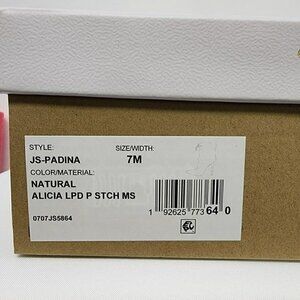 STYLE: SIZE/WIDTH:
JS-PADINA 7M
COLOR/MATERIAL:
NATURAL
ALICIA LPD P STCH MS
0707JS5864
1 92625 773 64 0